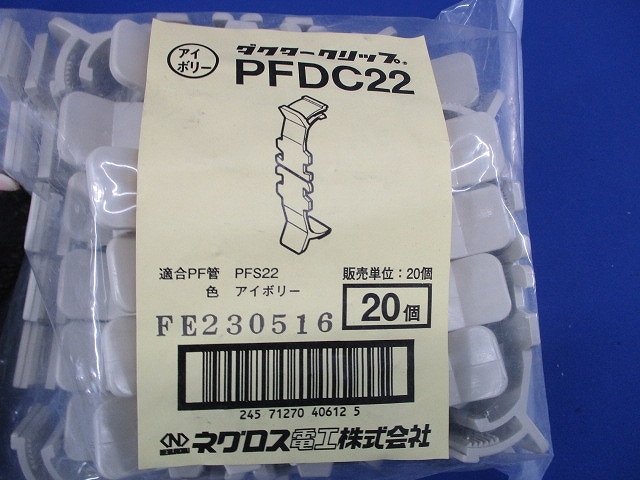 アイボリー
ダクタークリップ®
PFDC22
適合PF管 PFS22
色 アイボリー
販売単位:20個
20個
FE230516
245 71270 40612 5
ネグロス電工株式会社